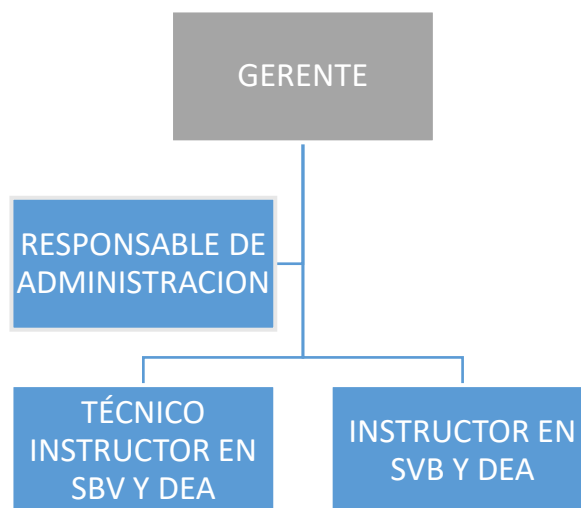 GERENTE
RESPONSABLE DE
ADMINISTRACION
TÉCNICO
INSTRUCTOR EN
SBV Y DEA
INSTRUCTOR EN
SVB Y DEA